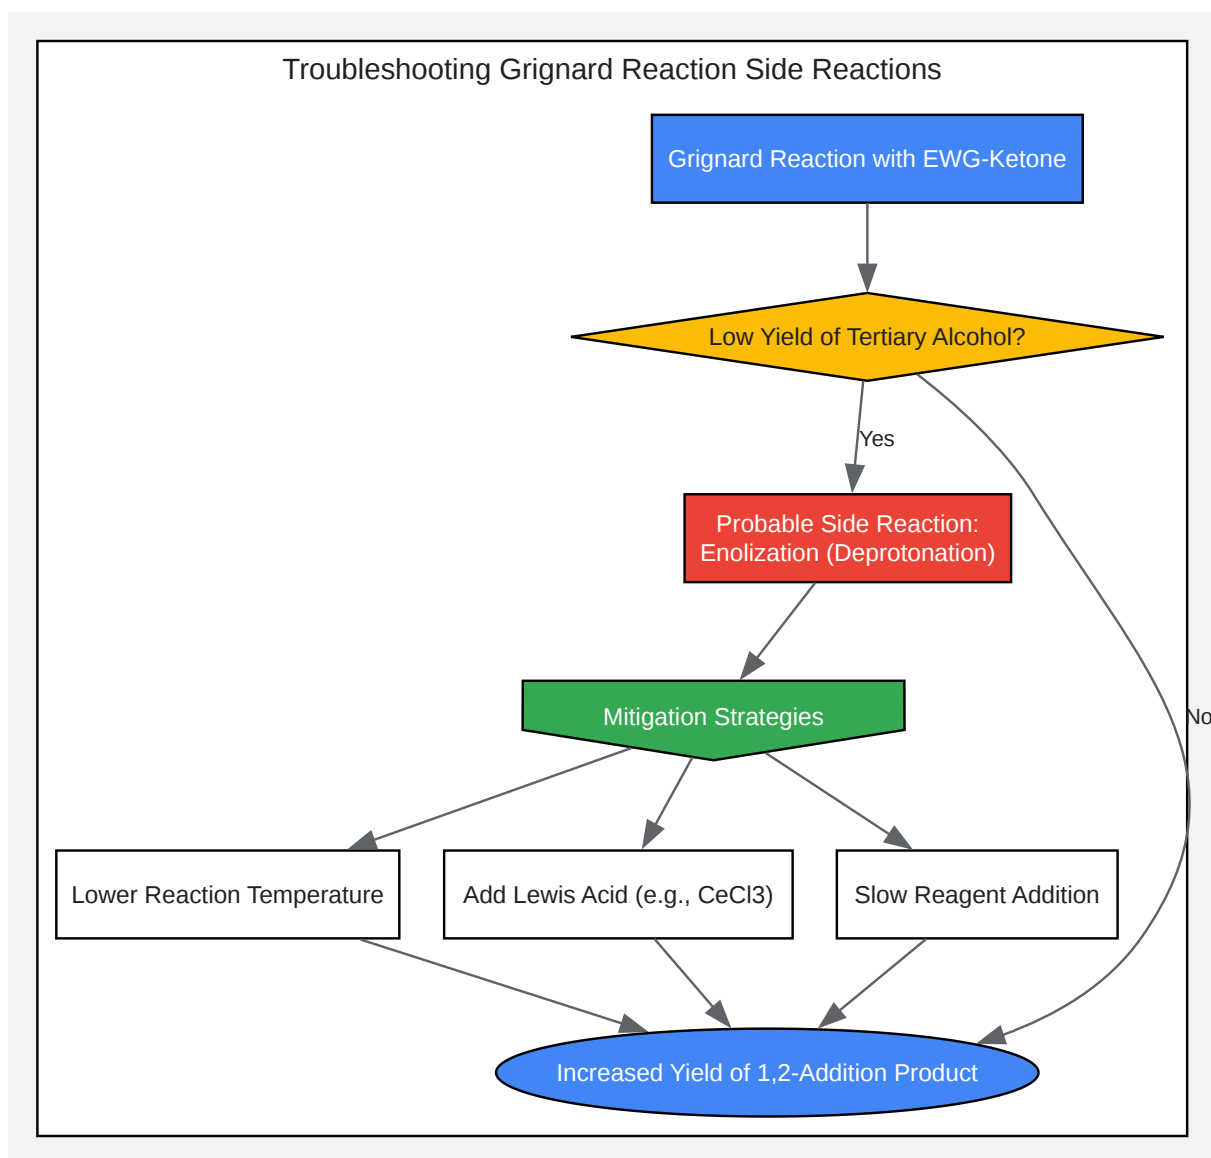 Troubleshooting Grignard Reaction Side Reactions
Grignard Reaction with EWG-Ketone
Low Yield of Tertiary Alcohol?
Yes
Probable Side Reaction:
Enolization (Deprotonation)
Mitigation Strategies
No
Lower Reaction Temperature
Add Lewis Acid (e.g., CeCl3)
Slow Reagent Addition
Increased Yield of 1,2-Addition Product